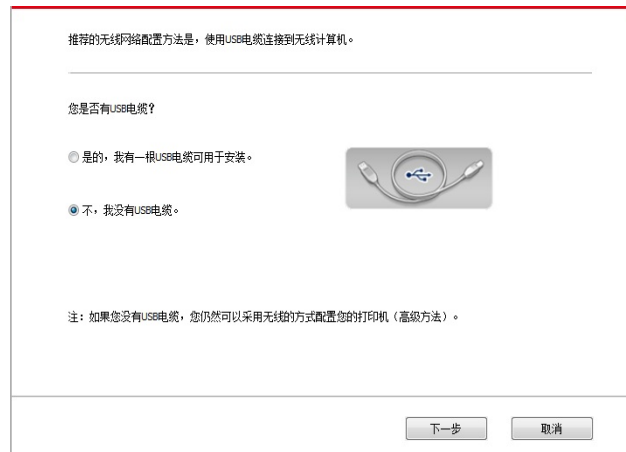 推荐的无线网络配置方法是，使用USB电缆连接到无线计算机。
您是否有USB电缆?
是的，我有一根USB电缆可用于安装。
不，我没有USB电缆。
注：如果您没有USB电缆，您仍然可以采用无线的方式配置您的打印机（高级方法）。
下一步
取消